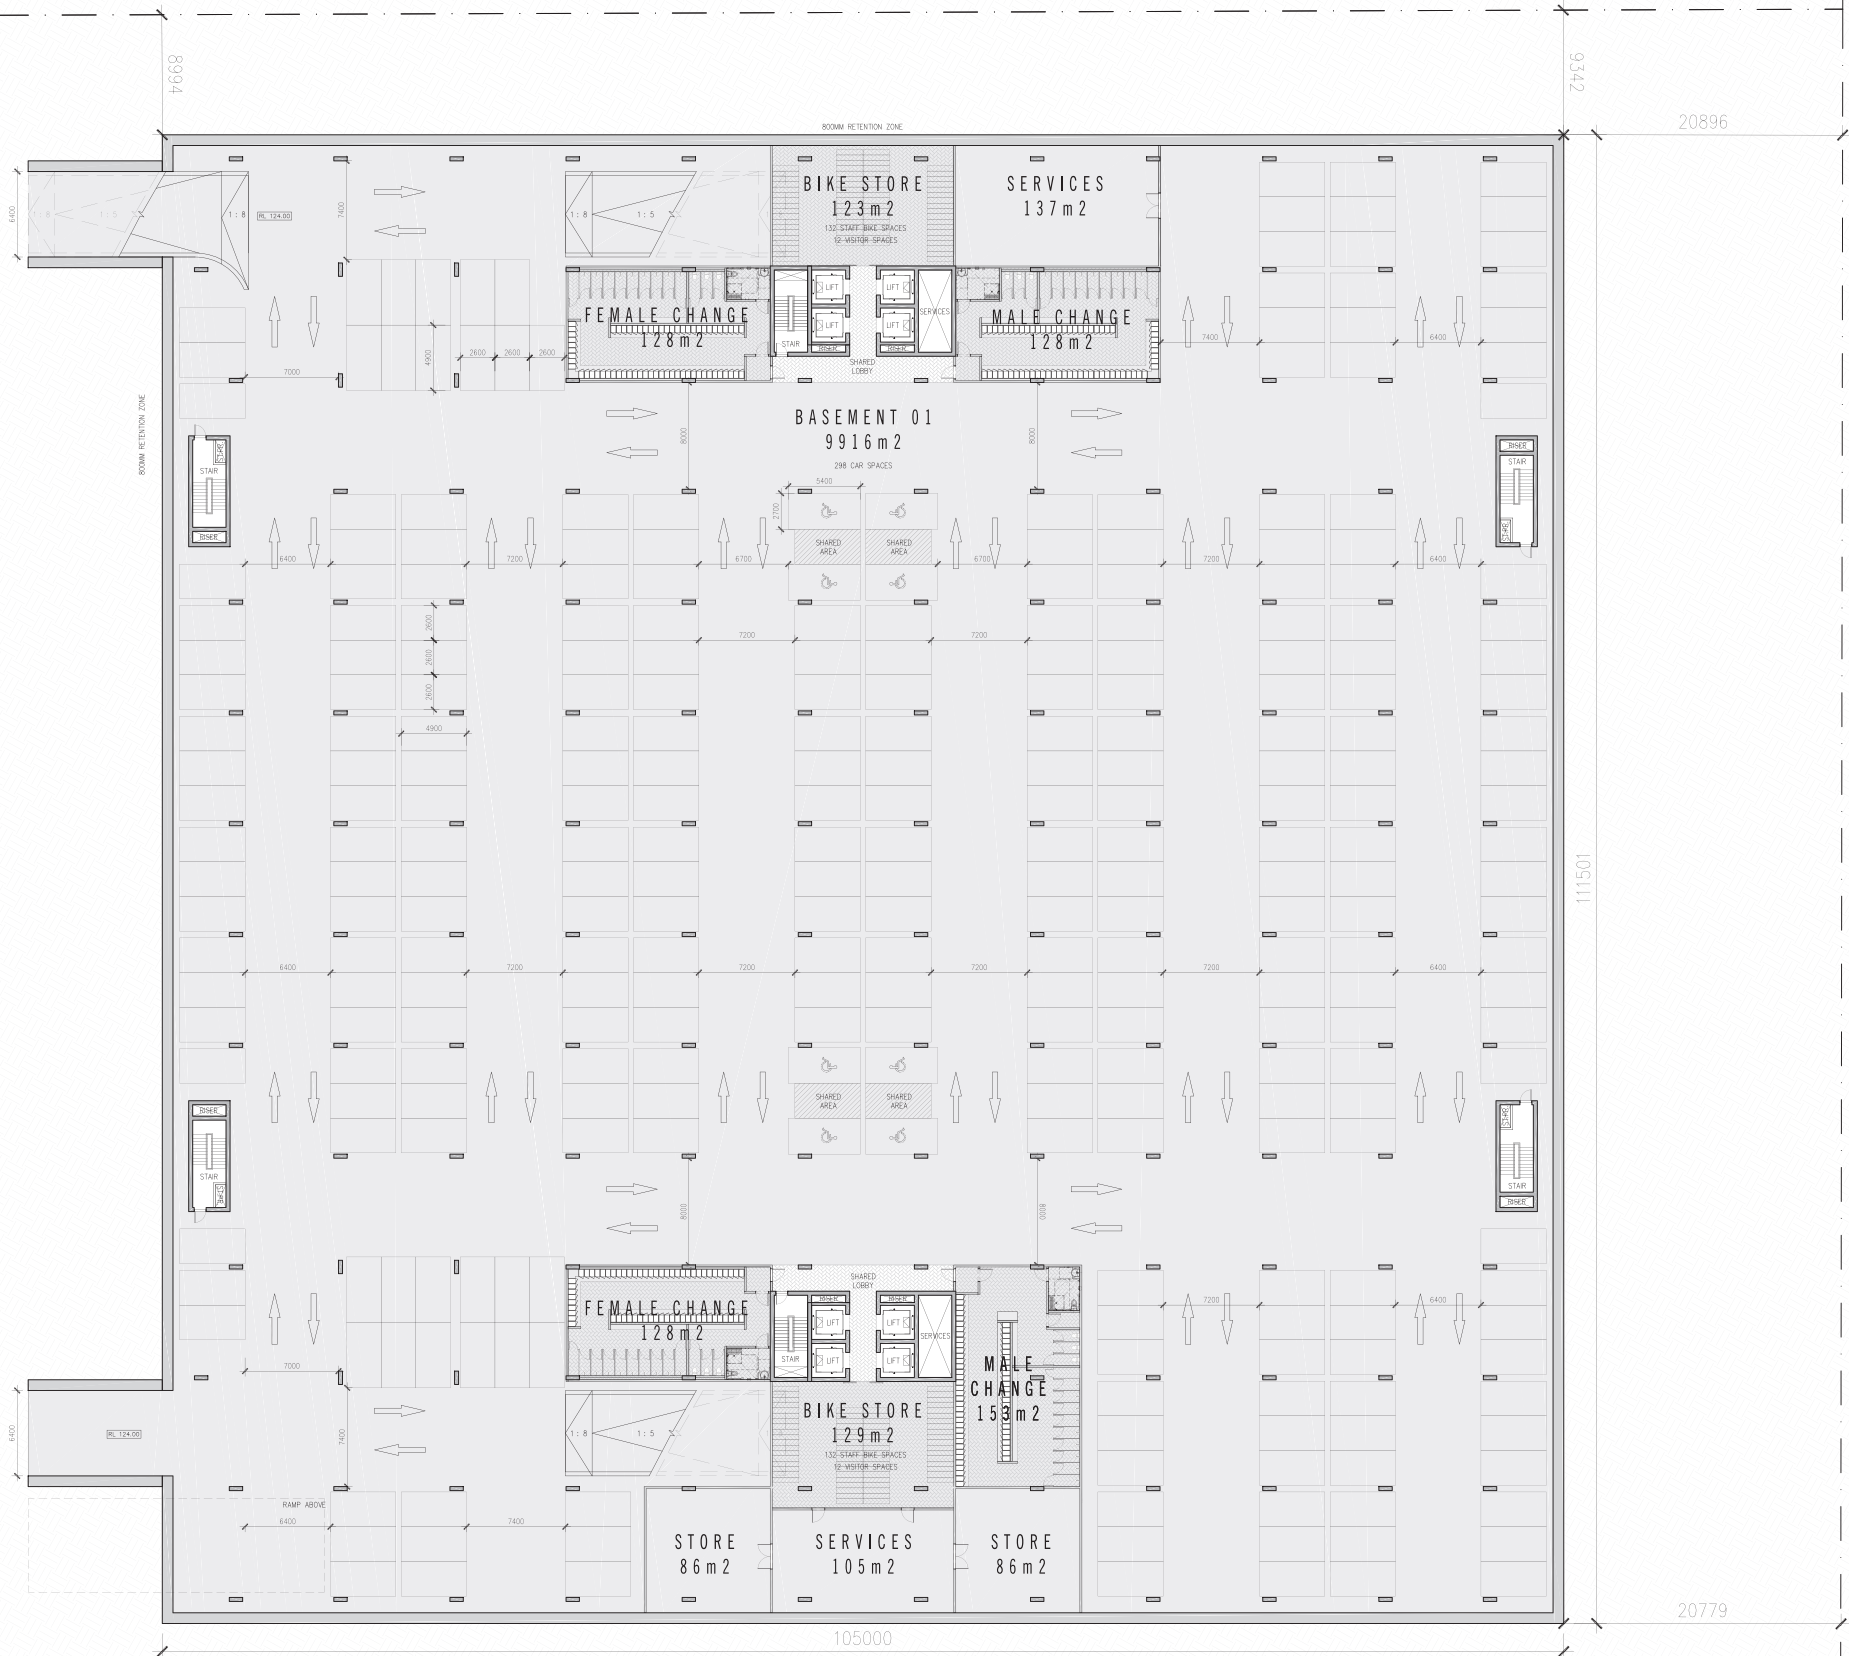 8994
9342
20896
800MM RETENTION ZONE
BIKE STORE
123m2
132 STAFF BIKE SPACES
12 VISITOR SPACES
SERVICES
137m2
6400
1:8
1:5
1:8
RL 124.00
7400
1:8
1:5
FEMALE CHANGE
128m2
STAIR
LIFT
LIFT
LIFT
LIFT
RISER
RISER
SERVICES
SHARED
LOBBY
MALE CHANGE
128m2
4900
2600
2600
2600
7000
7400
6400
800MM RETENTION ZONE
BASEMENT 01
9916m2
298 CAR SPACES
8000
8000
STAIR
RISER
RISER
STAIR
5400
2700
SHARED
AREA
SHARED
AREA
6400
7200
6700
6700
7200
6400
2600
2600
2600
7200
7200
4900
111501
6400
7200
7200
7200
7200
6400
SHARED
AREA
SHARED
AREA
RISER
STAIR
STAIR
RISER
8000
8000
FEMALE CHANGE
128m2
SHARED
LOBBY
RISER
RISER
LIFT
LIFT
LIFT
LIFT
STAIR
SERVICES
MALE
CHANGE
153m2
7200
6400
7000
6400
RL 124.00
7400
1:8
1:5
BIKE STORE
129m2
132 STAFF BIKE SPACES
12 VISITOR SPACES
RAMP ABOVE
6400
7400
STORE
86m2
SERVICES
105m2
STORE
86m2
20779
105000